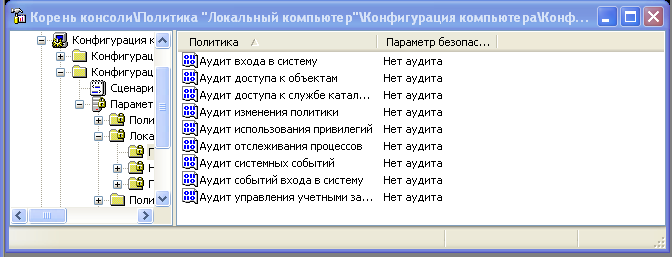 Корень консоли\Политика "Локальный компьютер"\Конфигурация компьютера\Конф...
Конфигурация к
Конфигурац
Конфигурац
Сценари
Парамет
Поли
Лока
П
Н
П
Поли
Политика
Параметр безопас...
Аудит входа в систему Нет аудита
Аудит доступа к объектам Нет аудита
Аудит доступа к службе катал... Нет аудита
Аудит изменения политики Нет аудита
Аудит использования привилегий Нет аудита
Аудит отслеживания процессов Нет аудита
Аудит системных событий Нет аудита
Аудит событий входа в систему Нет аудита
Аудит управления учетными за... Нет аудита